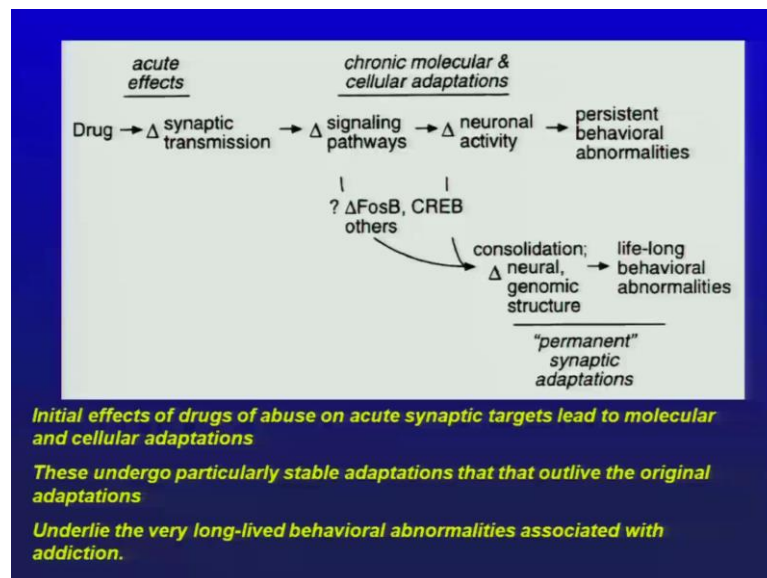 acute
effects
chronic molecular &
cellular adaptations
Drug → Δ synaptic transmission → Δ signaling pathways → Δ neuronal activity → persistent behavioral abnormalities
? ΔFosB, CREB
others
consolidation;
Δ neural, genomic structure → life-long behavioral abnormalities
"permanent"
synaptic
adaptations
Initial effects of drugs of abuse on acute synaptic targets lead to molecular
and cellular adaptations
These undergo particularly stable adaptations that that outlive the original
adaptations
Underlie the very long-lived behavioral abnormalities associated with
addiction.